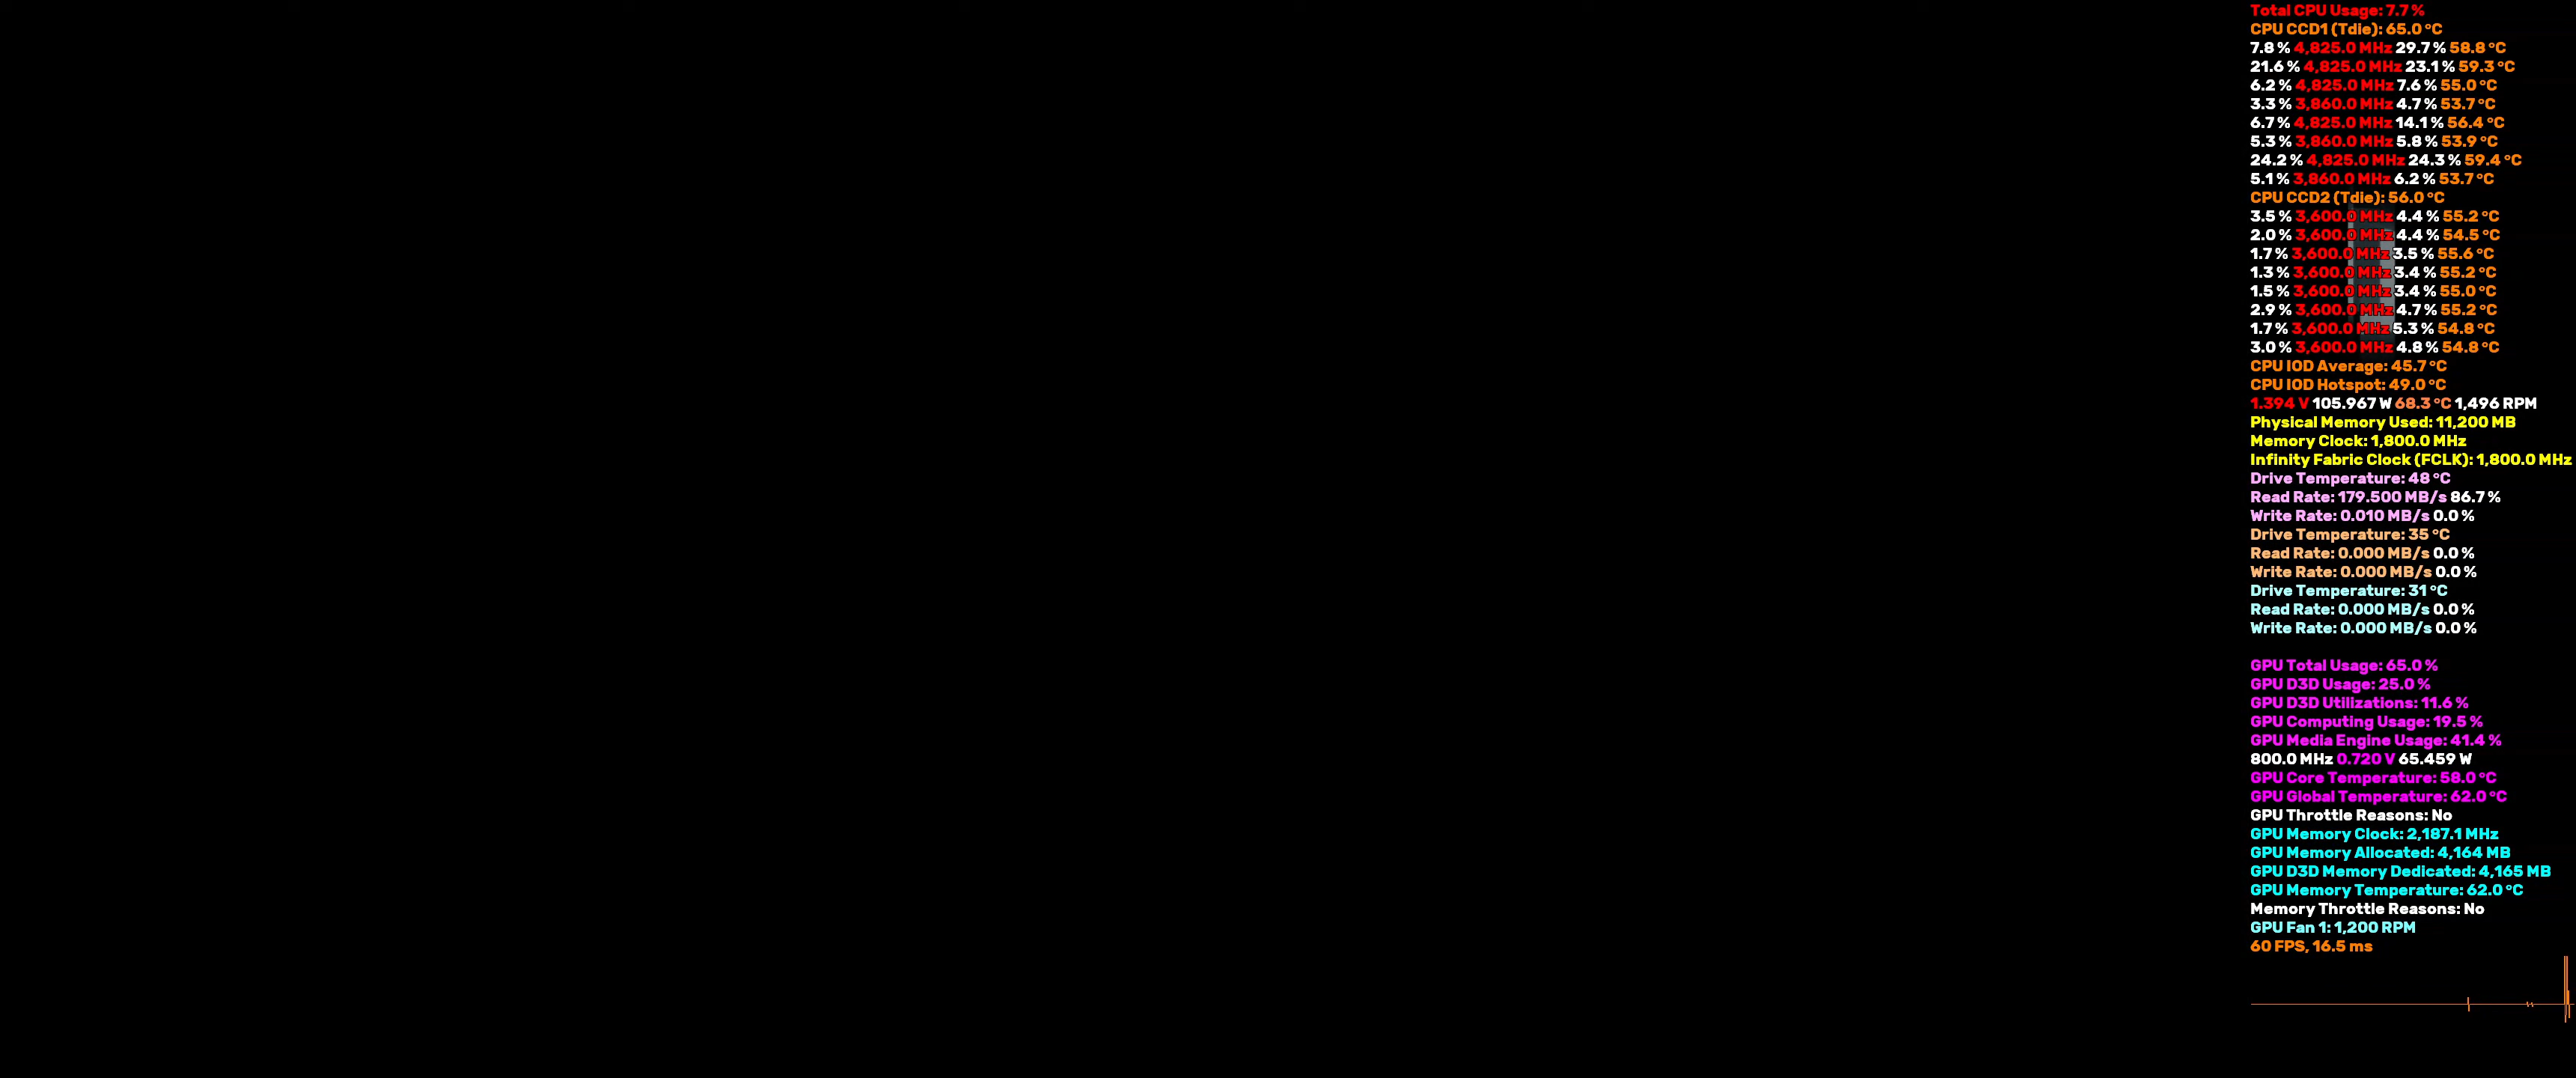 Total CPU Usage: 7.7 %
CPU CCD1 (Tdie): 65.0 °C
7.8 % 4,825.0 MHz 29.7 % 58.8 °C
21.6 % 4,825.0 MHz 23.1 % 59.3 °C
6.2 % 4,825.0 MHz 7.6 % 55.0 °C
3.3 % 3,860.0 MHz 4.7 % 53.7 °C
6.7 % 4,825.0 MHz 14.1 % 56.4 °C
5.3 % 3,860.0 MHz 5.8 % 53.9 °C
24.2 % 4,825.0 MHz 24.3 % 59.4 °C
5.1 % 3,860.0 MHz 6.2 % 53.7 °C
CPU CCD2 (Tdie): 56.0 °C
3.5 % 3,600.0 MHz 4.4 % 55.2 °C
2.0 % 3,600.0 MHz 4.4 % 54.5 °C
1.7 % 3,600.0 MHz 3.5 % 55.6 °C
1.3 % 3,600.0 MHz 3.4 % 55.2 °C
1.5 % 3,600.0 MHz 3.4 % 55.0 °C
2.9 % 3,600.0 MHz 4.7 % 55.2 °C
1.7 % 3,600.0 MHz 5.3 % 54.8 °C
3.0 % 3,600.0 MHz 4.8 % 54.8 °C
CPU IOD Average: 45.7 °C
CPU IOD Hotspot: 49.0 °C
1.394 V 105.967 W 68.3 °C 1,496 RPM
Physical Memory Used: 11,200 MB
Memory Clock: 1,800.0 MHz
Infinity Fabric Clock (FCLK): 1,800.0 MHz
Drive Temperature: 48 °C
Read Rate: 179.500 MB/s 86.7 %
Write Rate: 0.010 MB/s 0.0 %
Drive Temperature: 35 °C
Read Rate: 0.000 MB/s 0.0 %
Write Rate: 0.000 MB/s 0.0 %
Drive Temperature: 31 °C
Read Rate: 0.000 MB/s 0.0 %
Write Rate: 0.000 MB/s 0.0 %
GPU Total Usage: 65.0 %
GPU D3D Usage: 25.0 %
GPU D3D Utilizations: 11.6 %
GPU Computing Usage: 19.5 %
GPU Media Engine Usage: 41.4 %
800.0 MHz 0.720 V 65.459 W
GPU Core Temperature: 58.0 °C
GPU Global Temperature: 62.0 °C
GPU Throttle Reasons: No
GPU Memory Clock: 2,187.1 MHz
GPU Memory Allocated: 4,164 MB
GPU D3D Memory Dedicated: 4,165 MB
GPU Memory Temperature: 62.0 °C
Memory Throttle Reasons: No
GPU Fan 1: 1,200 RPM
60 FPS, 16.5 ms